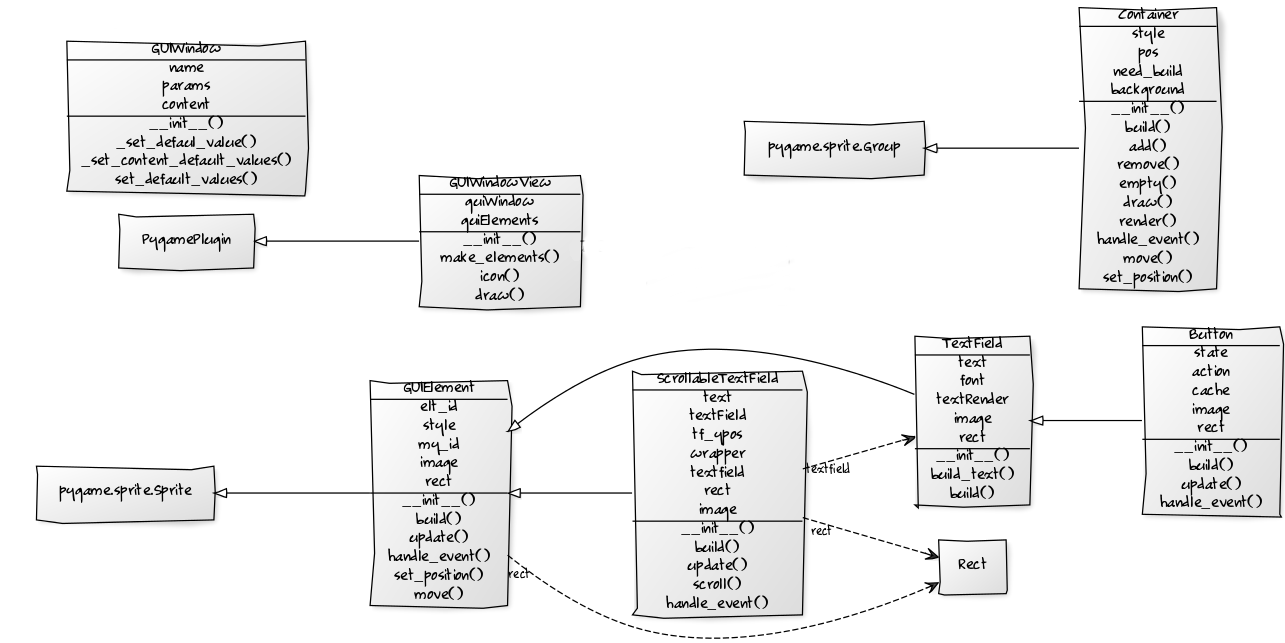 GUIWindow
name
params
content
__init__()
_set_defaul_value()
_set_content_default_values()
set_default_values()
PygamePlugin
GUIWindowView
guiWindow
guiElements
__init__()
make_elements()
icon()
draw()
pygame.sprite.Group
Container
style
pos
need_build
background
__init__()
build()
add()
remove()
empty()
draw()
render()
handle_event()
move()
set_position()
pygame.sprite.Sprite
GUIElement
elt_id
style
my_id
image
rect
__init__()
build()
update()
handle_event()
set_position()
move()
rect
ScrollableTextField
text
textField
tf_ypos
wrapper
textfield
rect
image
__init__()
build()
update()
scroll()
handle_event()
textfield
rect
TextField
text
font
textRender
image
rect
__init__()
build_text()
build()
Rect
Button
state
action
cache
image
rect
__init__()
build()
update()
handle_event()